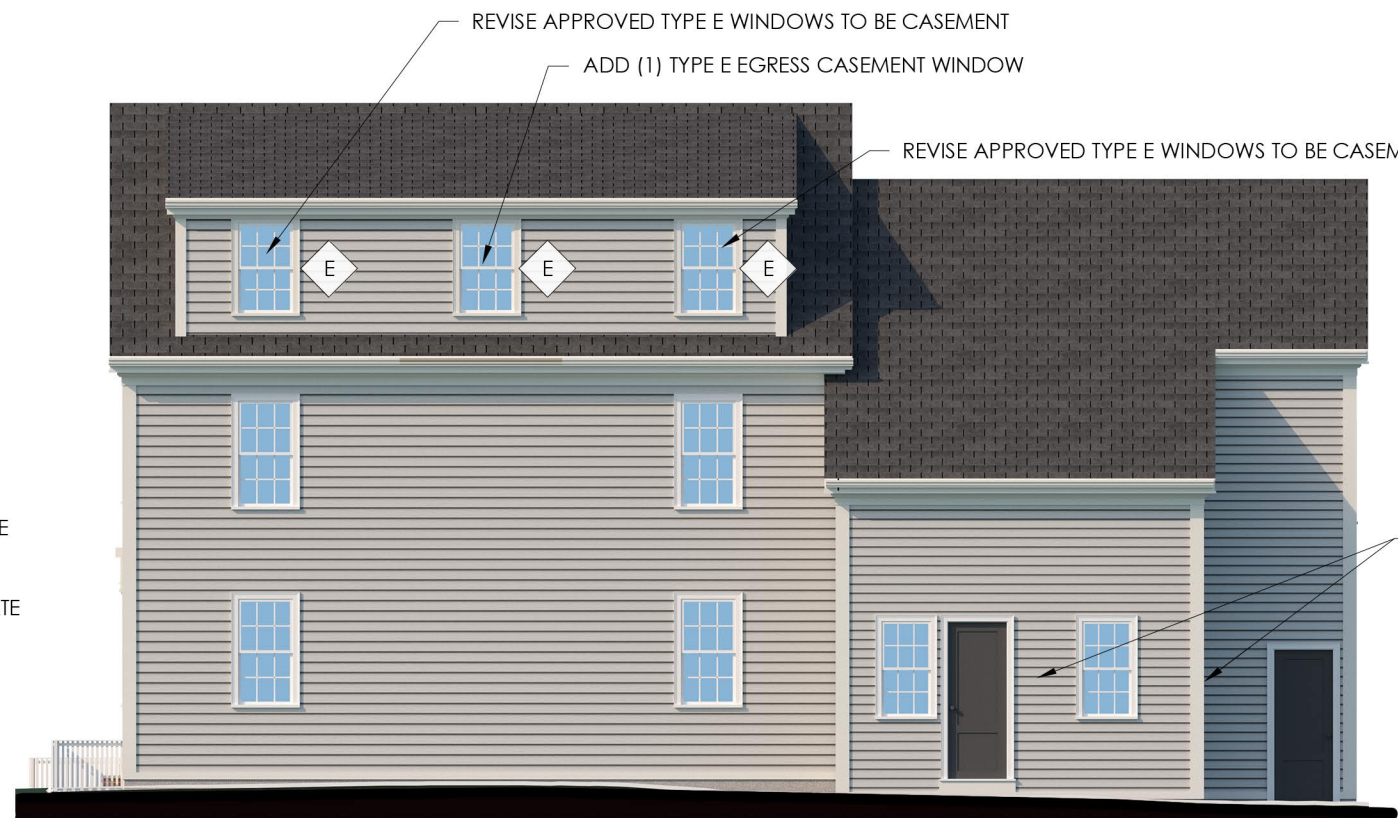 REVISE APPROVED TYPE E WINDOWS TO BE CASEMENT
ADD (1) TYPE E EGRESS CASEMENT WINDOW
REVISE APPROVED TYPE E WINDOWS TO BE
E
E
E